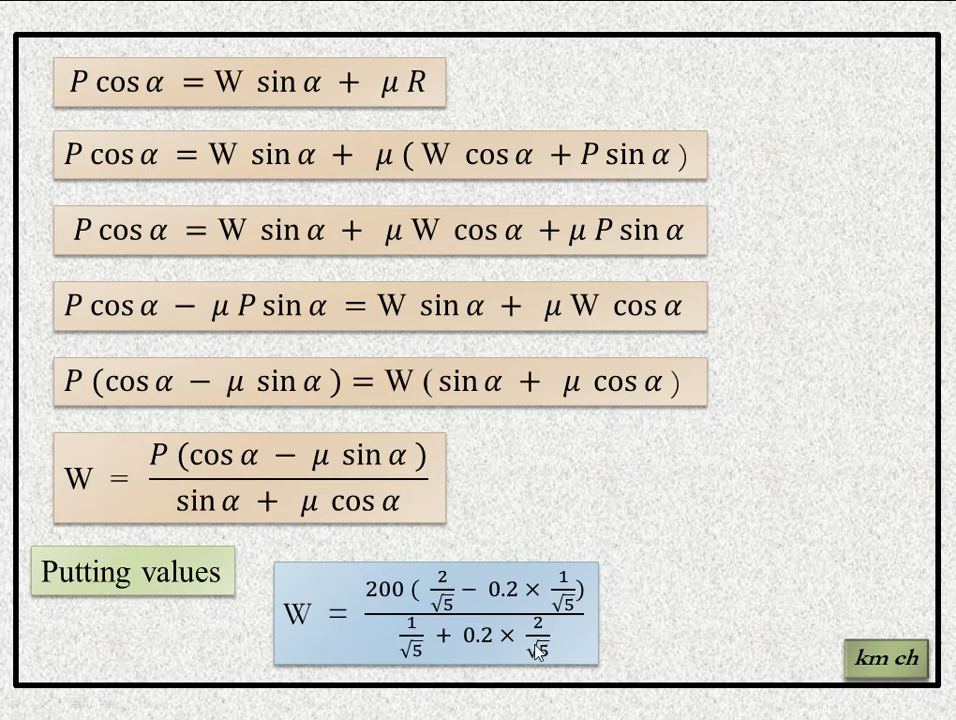 P cos α = W sin α + μ R
P cos α = W sin α + μ ( W cos α + P sin α )
P cos α = W sin α + μ W cos α + μ P sin α
P cos α − μ P sin α = W sin α + μ W cos α
P (cos α − μ sin α ) = W ( sin α + μ cos α )
W = P (cos α − μ sin α ) / sin α + μ cos α
Putting values
W = 200 ( 2/√5 − 0.2 × 1/√5 ) / 1/√5 + 0.2 × 2/√5
km ch